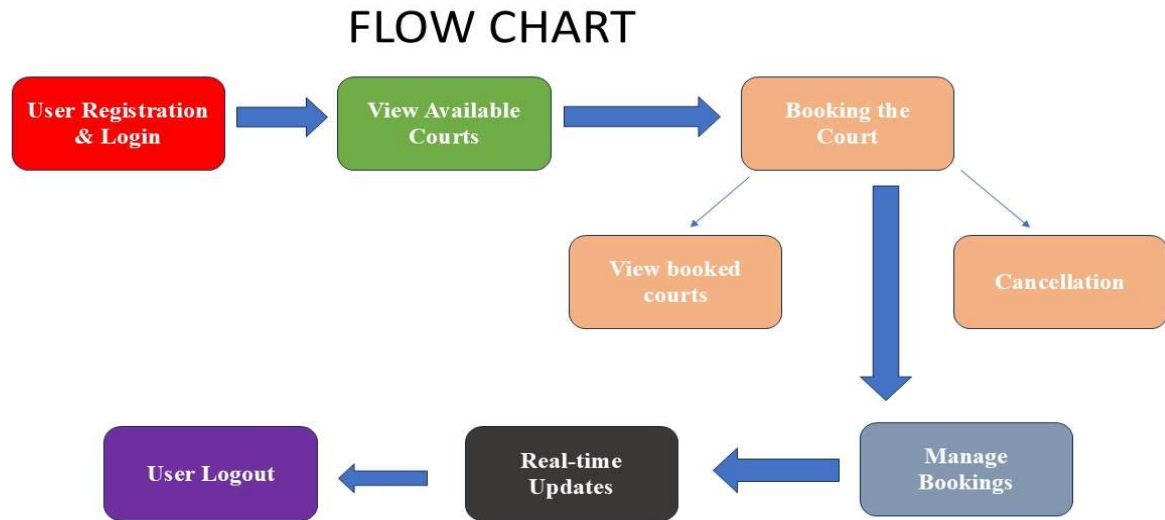 FLOW CHART
User Registration
& Login
View Available
Courts
Booking the
Court
View booked
courts
Cancellation
User Logout
Real-time
Updates
Manage
Bookings